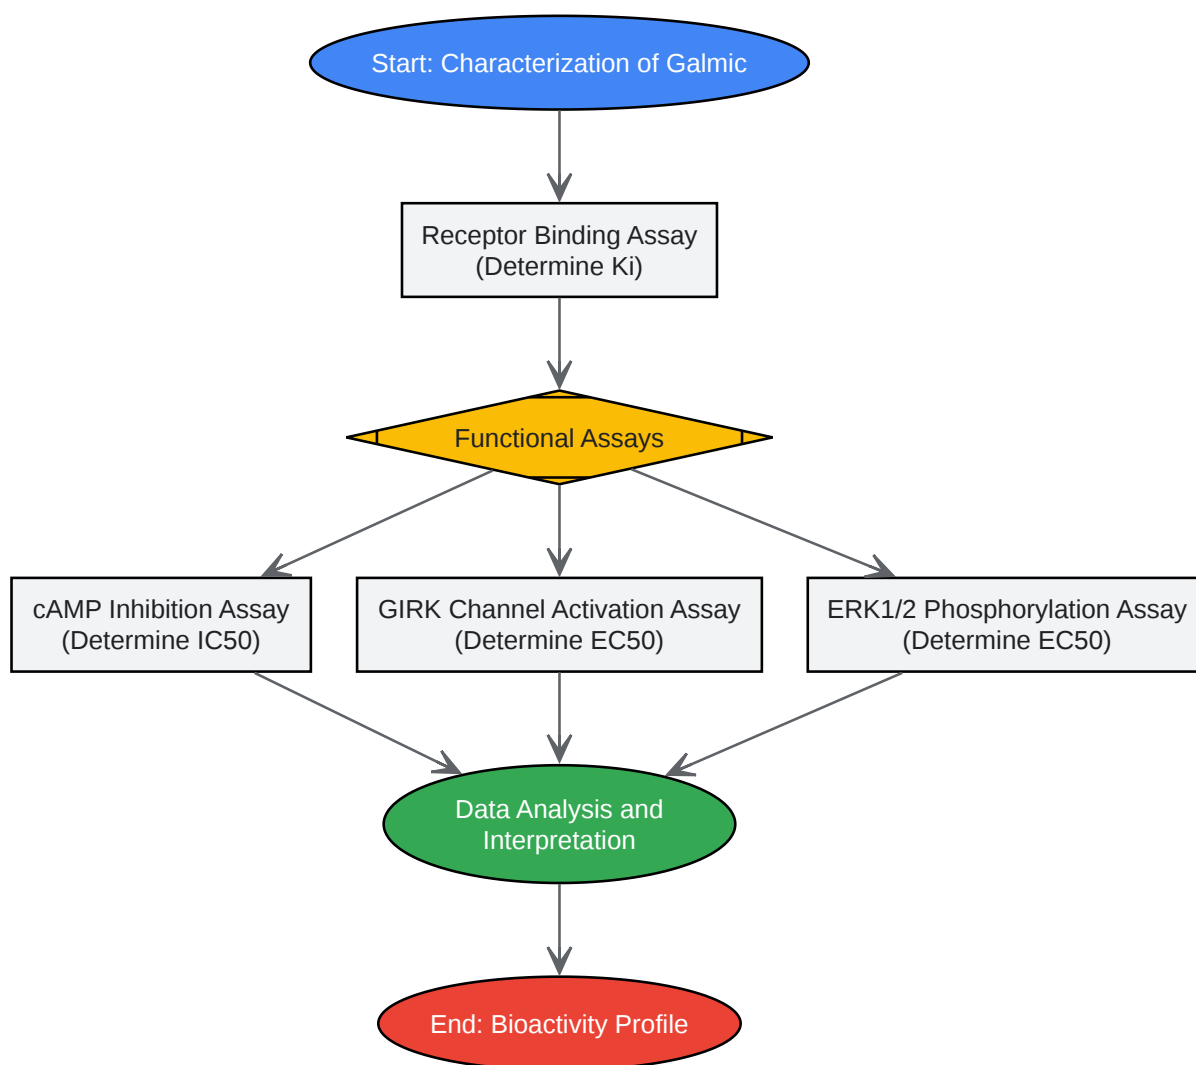 Start: Characterization of Galmic
Receptor Binding Assay
(Determine Ki)
Functional Assays
cAMP Inhibition Assay
(Determine IC50)
GIRK Channel Activation Assay
(Determine EC50)
ERK1/2 Phosphorylation Assay
(Determine EC50)
Data Analysis and
Interpretation
End: Bioactivity Profile